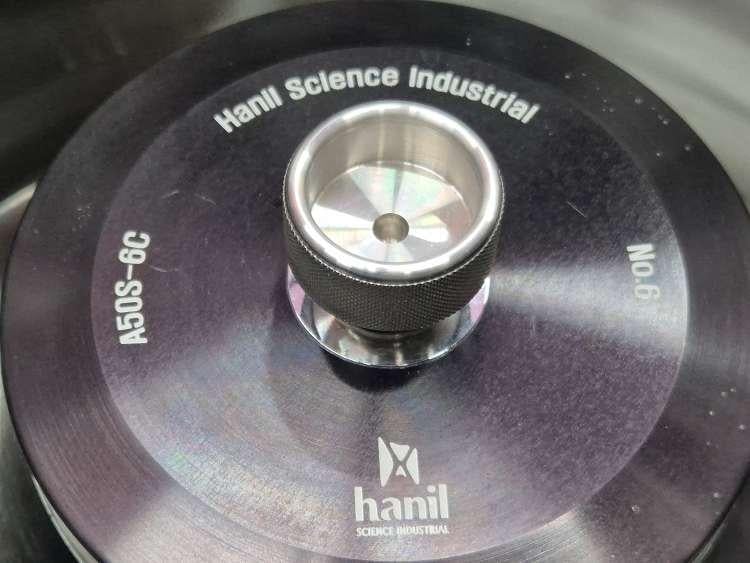 Hanil Science Industrial
A50S-6C
No.6
hanil
SCIENCE INDUSTRIAL